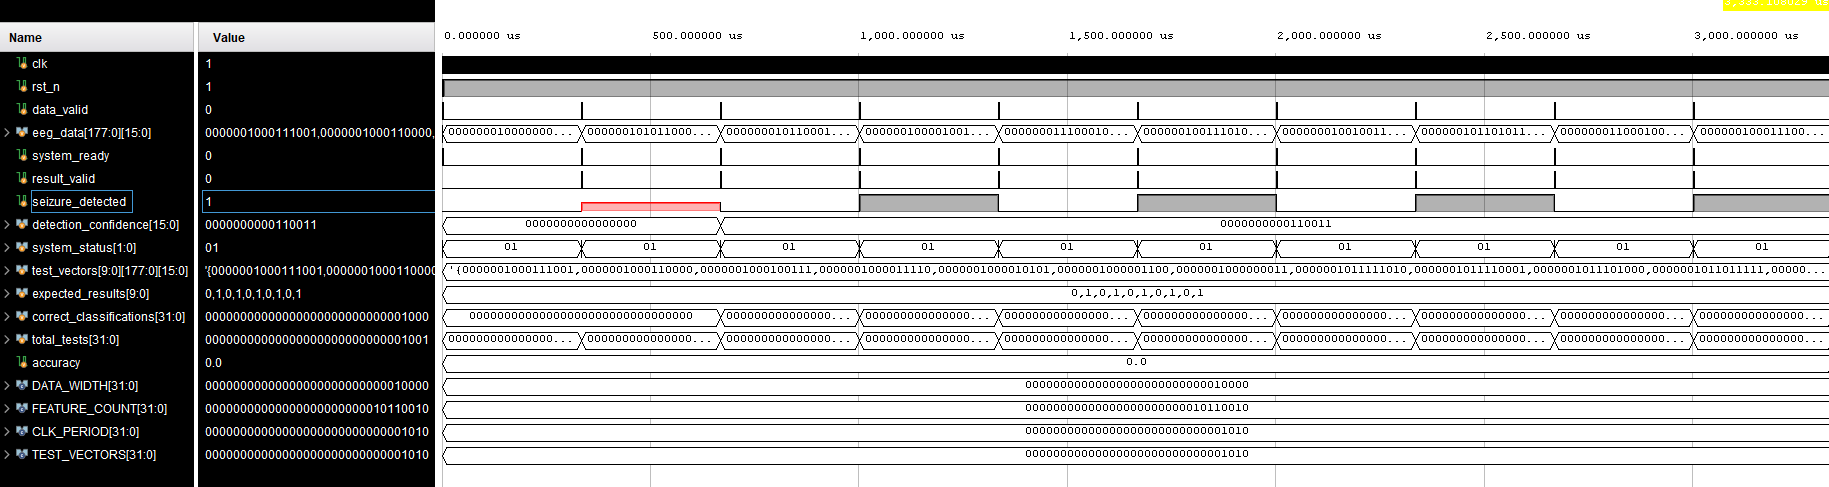 Name Value 0.000000 us 500.000000 us 1,000.000000 us 1,500.000000 us 2,000.000000 us 2,500.000000 us 3,000.000000 us
clk 1
rst_n 1
data_valid 0
eeg_data[177:0][15:0] 0000001000111001,0000001000110000, 000000010000000... 000000101011000... 000000010110001... 000000100001001... 000000011100010... 000000100111010... 000000010010011... 000000101101011... 000000011000100... 000000100011100...
system_ready 0
result_valid 0
seizure_detected 1
detection_confidence[15:0] 0000000000110011 0000000000000000 0000000000110011
system_status[1:0] 01 01 01 01 01 01 01 01 01 01 01
test_vectors[9:0][177:0][15:0] '{0000001000111001,0000001000110000 '{0000001000111001,0000001000110000,0000001000100111,0000001000011110,0000001000010101,0000001000001100,0000001000000011,0000000101111111010,0000001011110001,0000001011101000,0000001011011111,00000...
expected_results[9:0] 0,1,0,1,0,1,0,1,0,1 0,1,0,1,0,1,0,1,0,1
correct_classifications[31:0] 00000000000000000000000000001000 00000000000000000000000000000000 000000000000000... 000000000000000... 000000000000000... 000000000000000... 000000000000000... 000000000000000... 000000000000000... 000000000000000...
total_tests[31:0] 00000000000000000000000000001001 000000000000000... 000000000000000... 000000000000000... 000000000000000... 000000000000000... 000000000000000... 000000000000000... 000000000000000... 000000000000000... 000000000000000...
accuracy 0.0 0.0
DATA_WIDTH[31:0] 00000000000000000000000000010000 00000000000000000000000000010000
FEATURE_COUNT[31:0] 00000000000000000000000010110010 00000000000000000000000010110010
CLK_PERIOD[31:0] 00000000000000000000000000001010 00000000000000000000000000001010
TEST_VECTORS[31:0] 00000000000000000000000000001010 00000000000000000000000000001010